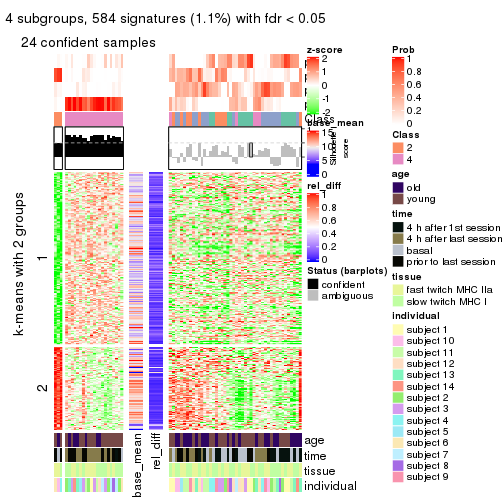 4 subgroups, 584 signatures (1.1%) with fdr < 0.05
24 confident samples
k-means with 2 groups
1
2
Class
base_mean
rel_diff
age
time
tissue
individual
Silhouette
score
z-score
2
1
0
-1
-2
base_mean
15
10
5
0
rel_diff
1
0.8
0.6
0.4
0.2
0
Status (barplots)
confident
ambiguous
Prob
1
0.8
0.6
0.4
0.2
0
Class
2
4
age
old
young
time
4 h after 1st session
4 h after last session
basal
prior to last session
tissue
fast twitch MHC IIa
slow twitch MHC I
individual
subject 1
subject 10
subject 11
subject 12
subject 13
subject 14
subject 2
subject 3
subject 4
subject 5
subject 6
subject 7
subject 8
subject 9